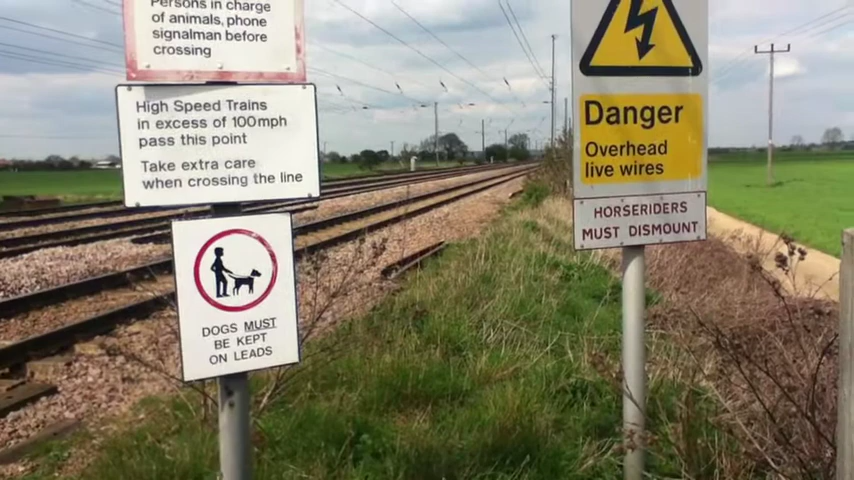 Persons in charge
of animals, phone
signalman before
crossing
High Speed Trains
in excess of 100mph
pass this point
Take extra care
when crossing the line
DOGS MUST
BE KEPT
ON LEADS
Danger
Overhead
live wires
HORSERIDERS
MUST DISMOUNT